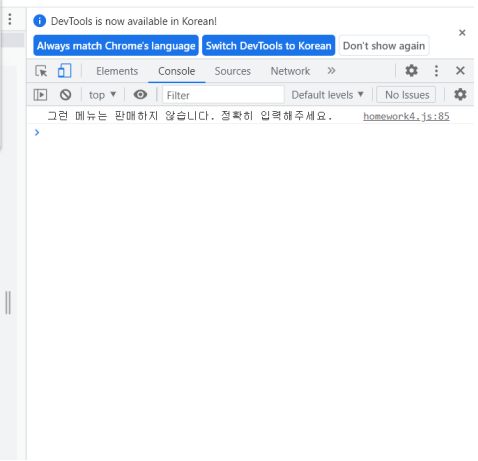 DevTools is now available in Korean!
Always match Chrome's language Switch DevTools to Korean Don't show again
Elements Console Sources Network
top Filter Default levels No Issues
그런 메뉴는 판매하지 않습니다. 정확히 입력해주세요. homework4.js:85